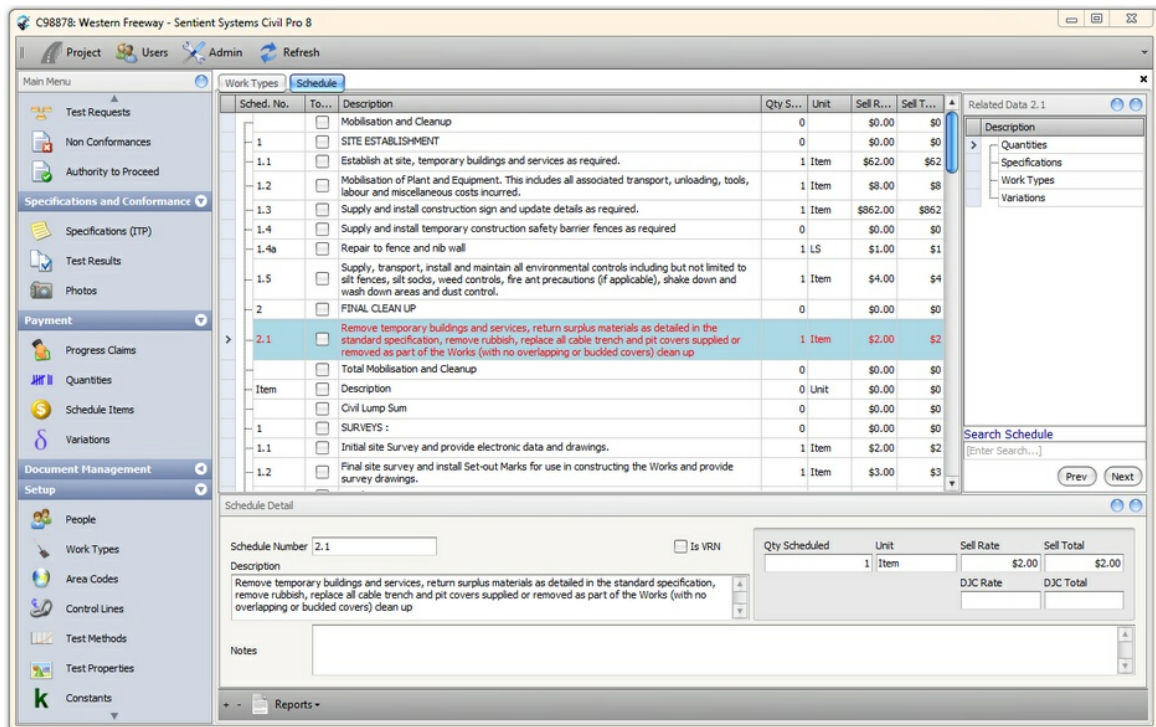 C98878: Western Freeway - Sentient Systems Civil Pro 8
Project Users Admin Refresh
Main Menu
Test Requests
Non Conformances
Authority to Proceed
Specifications and Conformance
Specifications (ITP)
Test Results
Photos
Payment
Progress Claims
Quantities
Schedule Items
Variations
Document Management
Setup
People
Work Types
Area Codes
Control Lines
Test Methods
Test Properties
Constants
Work Types Schedule
Sched. No. To... Description Qty S... Unit Sell R... Sell T...
Mobilisation and Cleanup 0 $0.00 $0
1 SITE ESTABLISHMENT 0 $0.00 $0
1.1 Establish at site, temporary buildings and services as required. 1 Item $62.00 $62
1.2 Mobilisation of Plant and Equipment. This includes all associated transport, unloading, tools,
labour and miscellaneous costs incurred. 1 Item $8.00 $8
1.3 Supply and install construction sign and update details as required. 1 Item $862.00 $862
1.4 Supply and install temporary construction safety barrier fences as required 0 $0.00 $0
1.4a Repair to fence and nib wall 1 LS $1.00 $1
1.5 Supply, transport, install and maintain all environmental controls including but not limited to
silt fences, silt socks, weed controls, fire ant precautions (if applicable), shake down and
wash down areas and dust control. 1 Item $4.00 $4
2 FINAL CLEAN UP 0 $0.00 $0
2.1 Remove temporary buildings and services, return surplus materials as detailed in the
standard specification, remove rubbish, replace all cable trench and pit covers supplied or
removed as part of the Works (with no overlapping or buckled covers) clean up 1 Item $2.00 $2
Total Mobilisation and Cleanup 0 $0.00 $0
Item Description 0 Unit $0.00 $0
Civil Lump Sum 0 $0.00 $0
1 SURVEYS : 0 $0.00 $0
1.1 Initial site Survey and provide electronic data and drawings. 1 Item $2.00 $2
1.2 Final site survey and install Set-out Marks for use in constructing the Works and provide
survey drawings. 1 Item $3.00 $3
Related Data 2.1
Description
Quantities
Specifications
Work Types
Variations
Search Schedule
[Enter Search...]
Prev Next
Schedule Detail
Schedule Number 2.1 Is VRN
Description
Remove temporary buildings and services, return surplus materials as detailed in the standard specification,
remove rubbish, replace all cable trench and pit covers supplied or removed as part of the Works (with no
overlapping or buckled covers) clean up
Qty Scheduled Unit Sell Rate Sell Total
1 Item $2.00 $2.00
DJC Rate DJC Total
Notes
+ - Reports